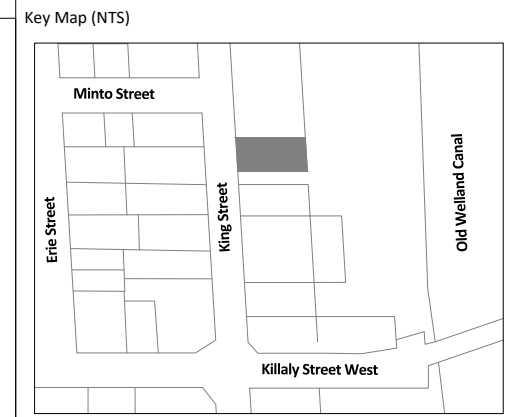 Key Map (NTS)
Minto Street
Erie Street
King Street
Old Welland Canal
Killaly Street West